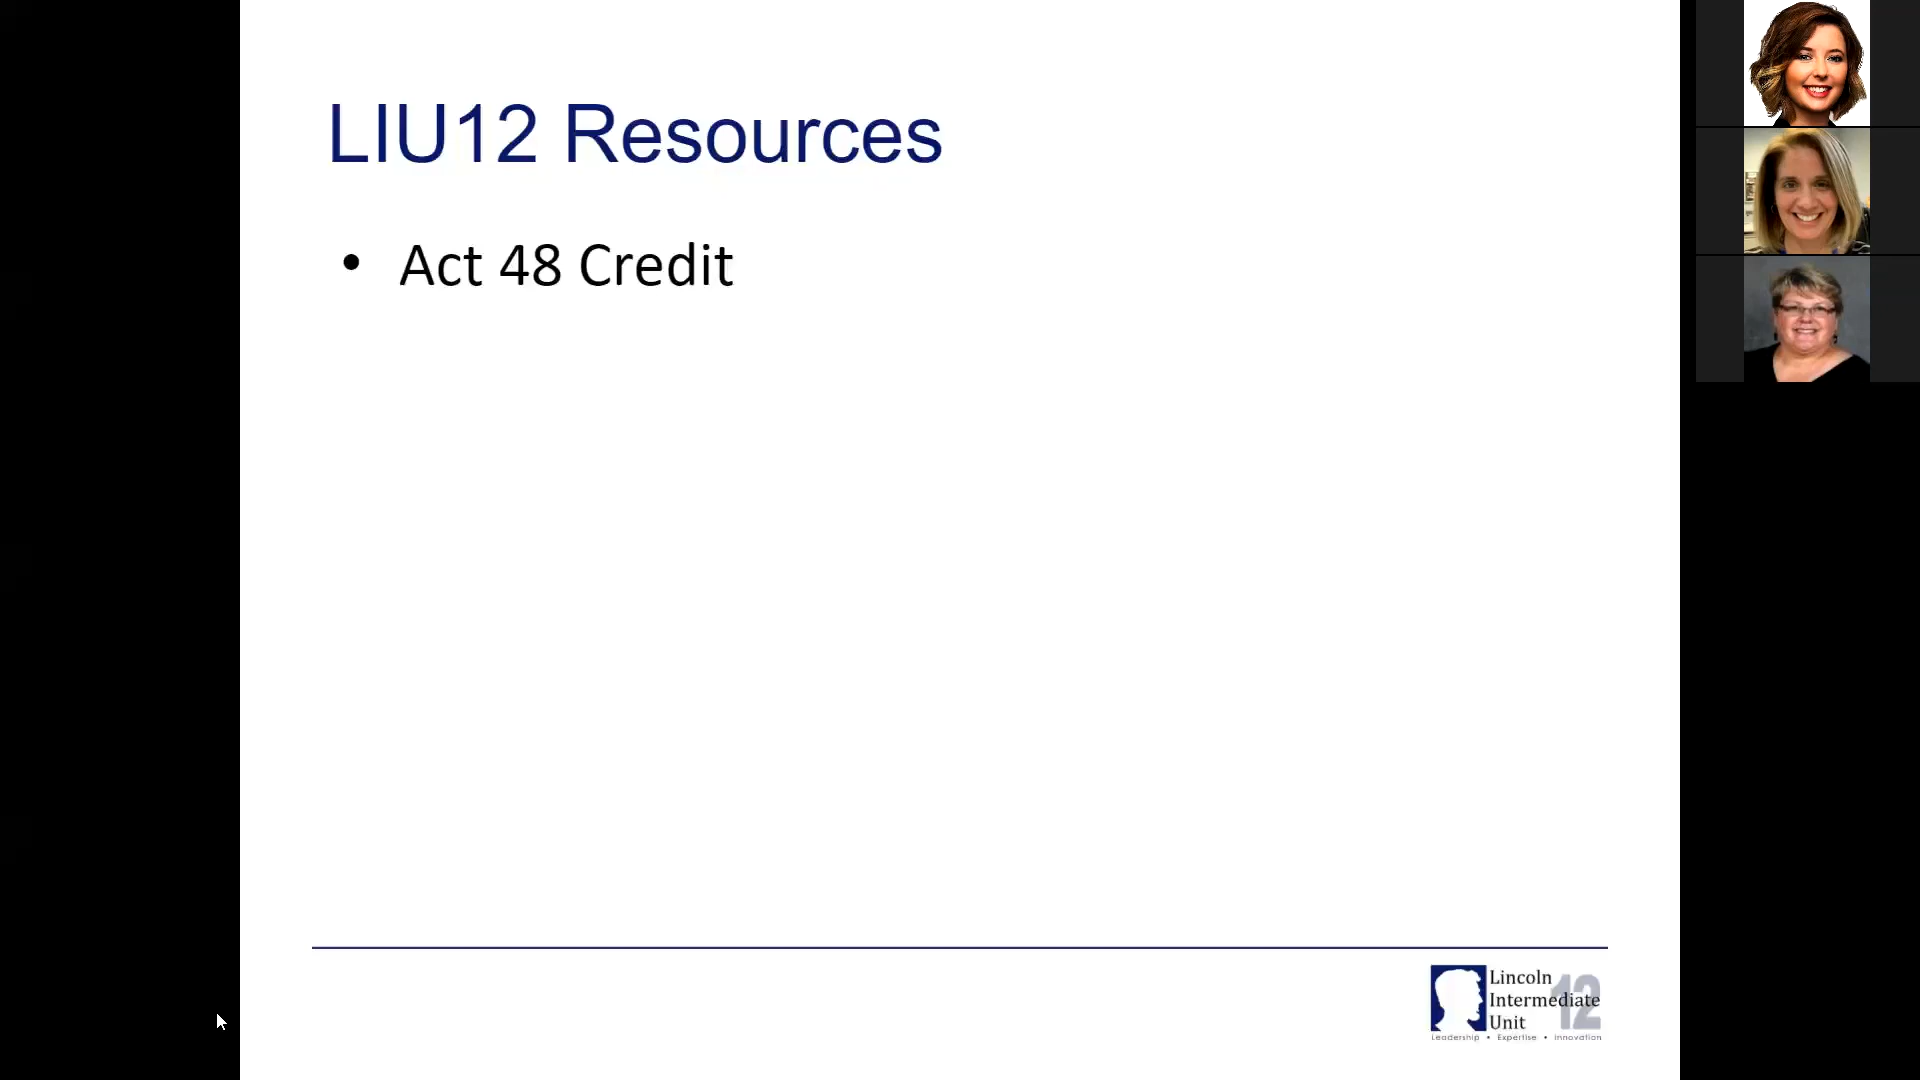 LIU12 Resources
• Act 48 Credit
Lincoln
Intermediate
Unit
12
Leadership • Expertise • Innovation